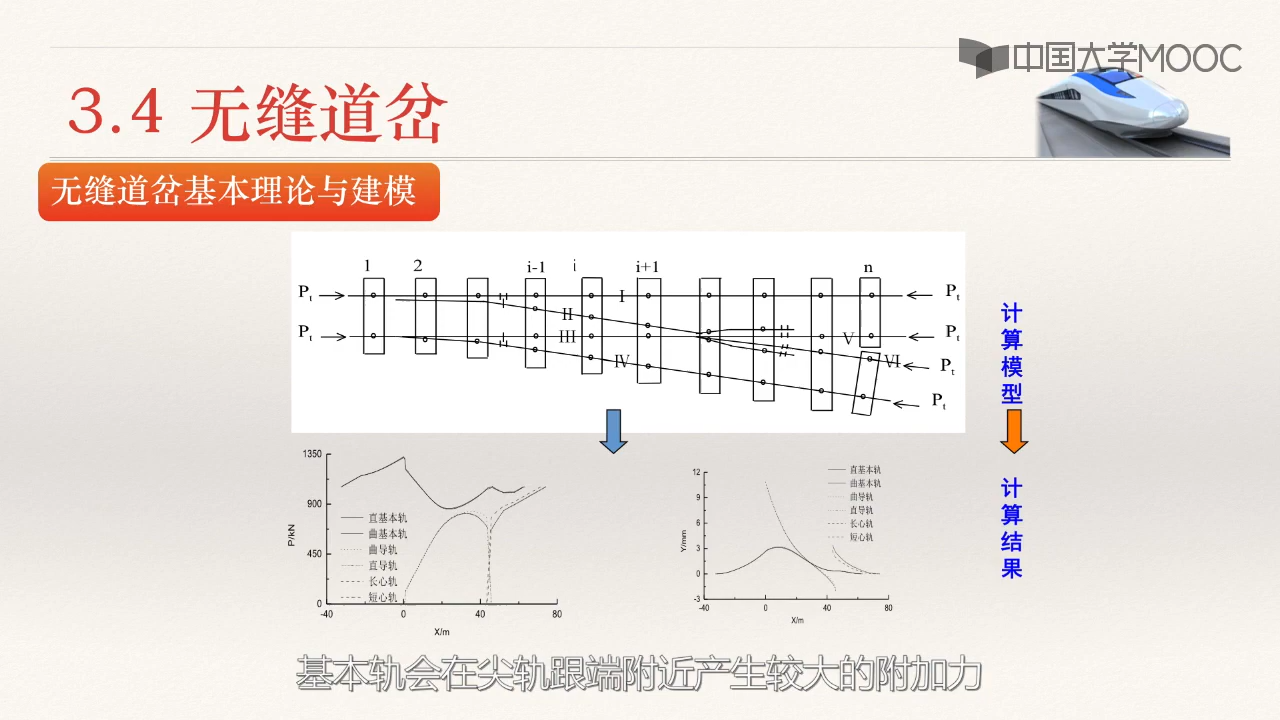 中国大学MOOC
3.4 无缝道岔
无缝道岔基本理论与建模
1 2 i-1 i i+1 n
Pt I Pt
II
Pt III V Pt
IV VI Pt
Pt
计算模型
1350
900
450
0
-40 0 40 80
P/kN
X/m
直基本轨
曲基本轨
曲导轨
直导轨
长心轨
短心轨
12
9
6
3
0
-3
-40 0 40 80
Y/mm
X/m
直基本轨
曲基本轨
曲导轨
直导轨
长心轨
短心轨
计算结果
基本轨会在尖轨跟端附近产生较大的附加力